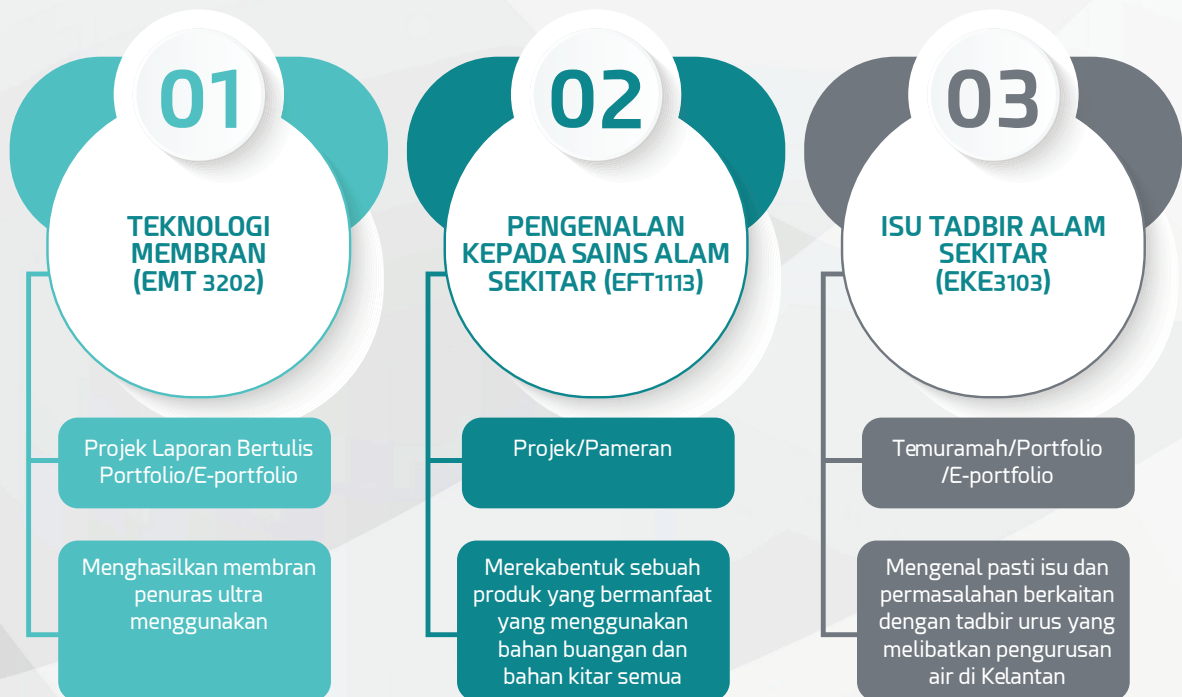 01
TEKNOLOGI
MEMBRAN
(EMT 3202)
Projek Laporan Bertulis
Portfolio/E-portfolio
Menghasilkan membran
penuras ultra
menggunakan
02
PENGENALAN
KEPADA SAINS ALAM
SEKITAR (EFT1113)
Projek/Pameran
Merekabentuk sebuah
produk yang bermanfaat
yang menggunakan
bahan buangan dan
bahan kitar semua
03
ISU TADBIR ALAM
SEKITAR
(EKE3103)
Temuramah/Portfolio
/E-portfolio
Mengenal pasti isu dan
permasalahan berkaitan
dengan tadbir urus yang
melibatkan pengurusan
air di Kelantan